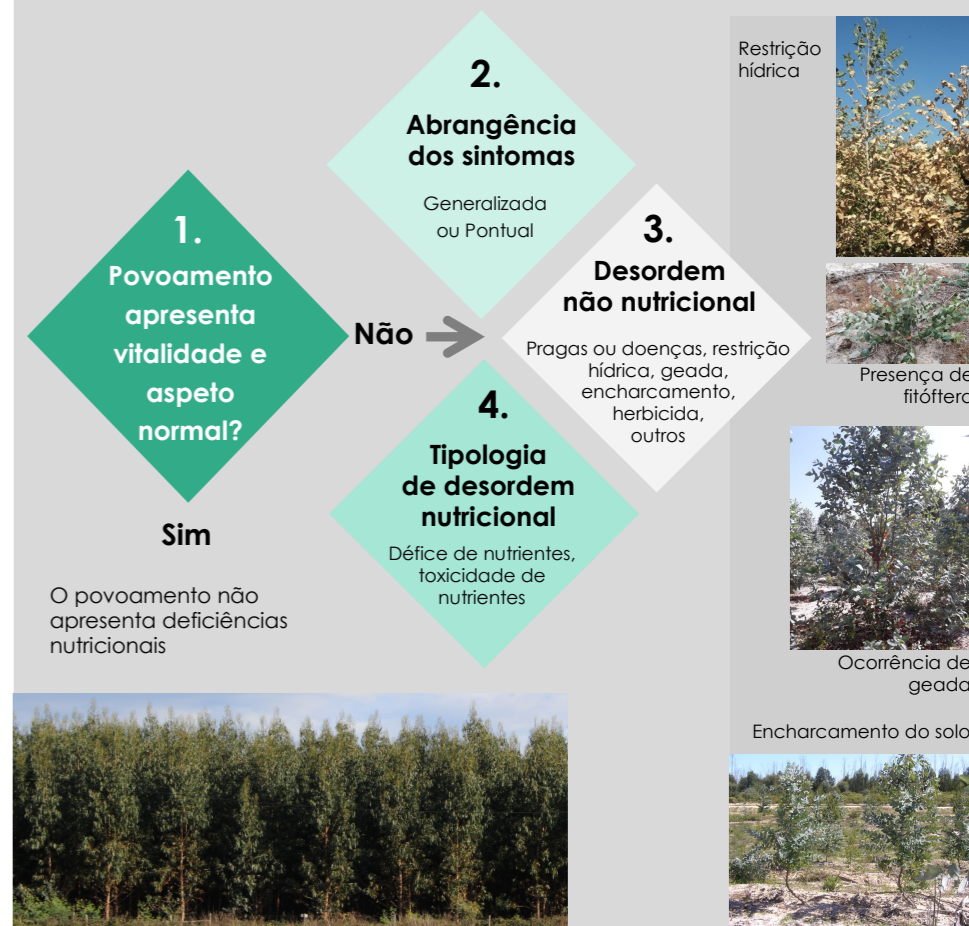 1.
Povoamento
apresenta
vitalidade e
aspeto
normal?
Sim
O povoamento não
apresenta deficiências
nutricionais
Não
2.
Abrangência
dos sintomas
Generalizada
ou Pontual
3.
Desordem
não nutricional
Pragas ou doenças, restrição
hídrica, geada,
encharcamento,
herbicida,
outros
4.
Tipologia
de desordem
nutricional
Défice de nutrientes,
toxicidade de
nutrientes
Restrição
hídrica
Presença de
fitóftera
Ocorrência de
geada
Encharcamento do solo